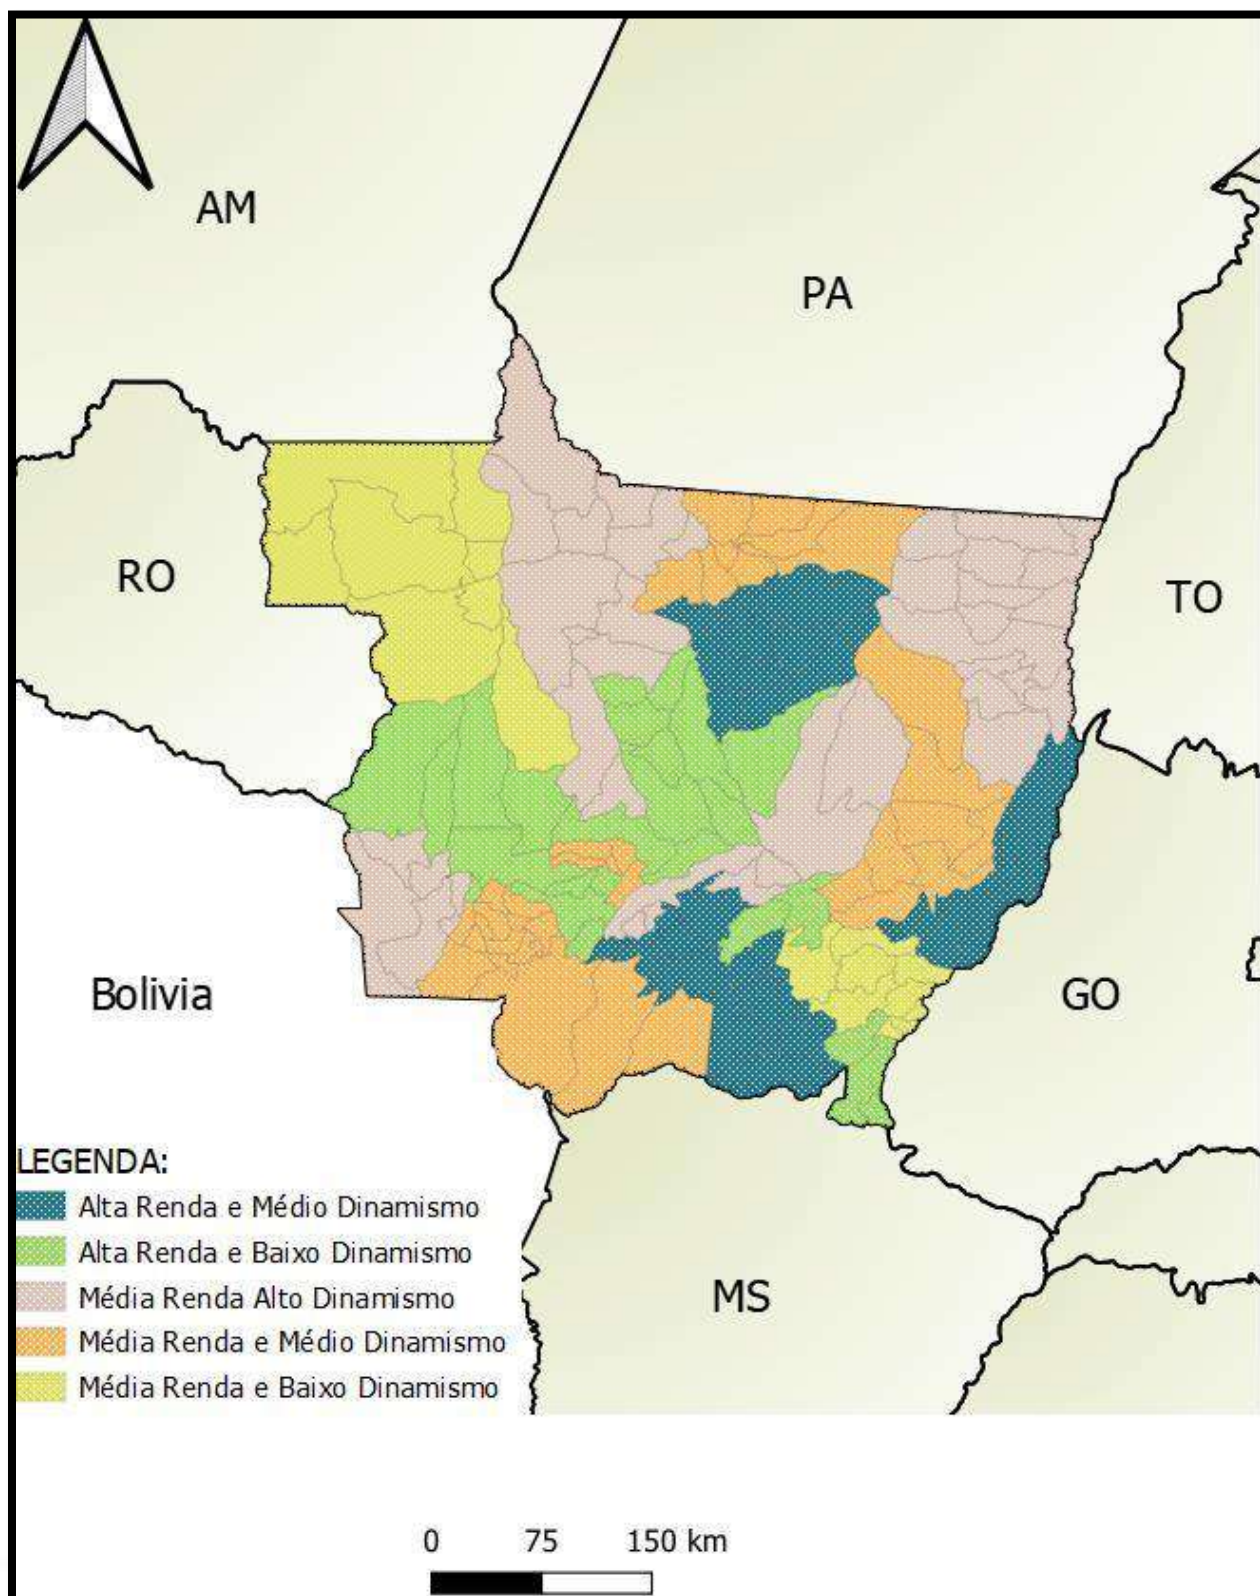 AM
PA
RO
TO
Bolivia
GO
LEGENDA:
Alta Renda e Médio Dinamismo
Alta Renda e Baixo Dinamismo
Média Renda Alto Dinamismo
Média Renda e Médio Dinamismo
Média Renda e Baixo Dinamismo
MS
0 75 150 km